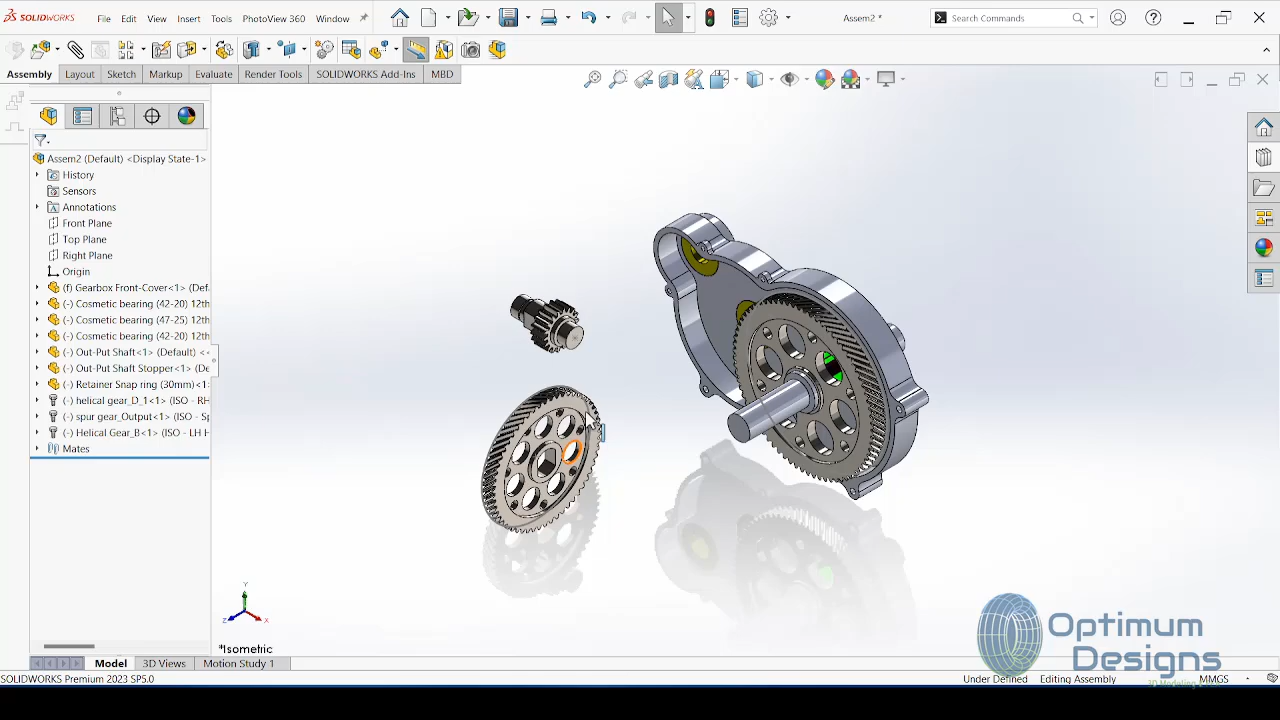 SOLIDWORKS File Edit View Insert Tools PhotoView 360 Window Assem2 * Search Commands
Assembly Layout Sketch Markup Evaluate Render Tools SOLIDWORKS Add-Ins MBD
Assem2 (Default) <Display State-1>
History
Sensors
Annotations
Front Plane
Top Plane
Right Plane
Origin
(f) Gearbox Front-Cover<1> (Def
(-) Cosmetic bearing (42-20) 12th
(-) Cosmetic bearing (47-25) 12th
(-) Cosmetic bearing (42-20) 12th
(-) Out-Put Shaft<1> (Default) <<
(-) Out-Put Shaft Stopper<1> (De
(-) Retainer Snap ring (30mm)<1>
(-) helical gear_D_1<1> (ISO - RH
(-) spur gear_Output<1> (ISO - Sp
(-) Helical Gear_B<1> (ISO - LH H
Mates
Y
Z X
*Isometric
Optimum
Designs
Model 3D Views Motion Study 1
SOLIDWORKS Premium 2023 SP5.0 Under Defined Editing Assembly MMGS